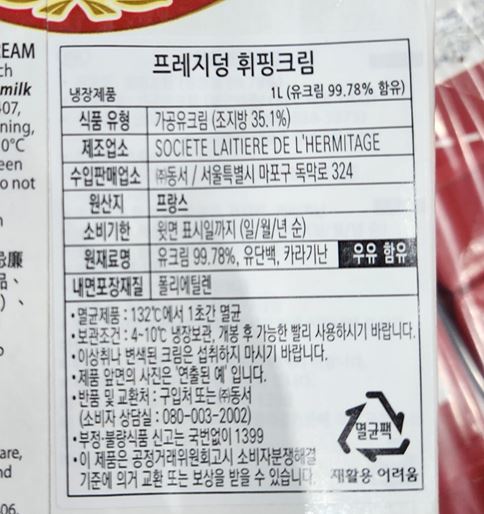 EAM
ch
milk
407,
ning,
0°C
een
o not
프레지덩 휘핑크림
냉장제품 1L (유크림 99.78% 함유)
식품 유형 가공유크림 (조지방 35.1%)
제조업소 SOCIETE LAITIERE DE L'HERMITAGE
수입판매업소 ㈜동서 / 서울특별시 마포구 독막로 324
원산지 프랑스
소비기한 윗면 표시일까지 (일/월/년 순)
원재료명 유크림 99.78%, 유단백, 카라기난 우유 함유
내면포장재질 폴리에틸렌
•멸균제품 : 132℃에서 1초간 멸균
•보관조건 : 4~10℃ 냉장보관, 개봉 후 가능한 빨리 사용하시기 바랍니다.
•이상취나 변색된 크림은 섭취하지 마시기 바랍니다.
•제품 앞면의 사진은 '연출된 예' 입니다.
•반품 및 교환처 : 구입처 또는 ㈜동서
(소비자 상담실 : 080-003-2002)
•부정·불량식품 신고는 국번없이 1399
•이 제품은 공정거래위원회고시 소비자분쟁해결
기준에 의거 교환 또는 보상을 받을 수 있습니다.
멸균팩
재활용 어려움
are,
nd
06.